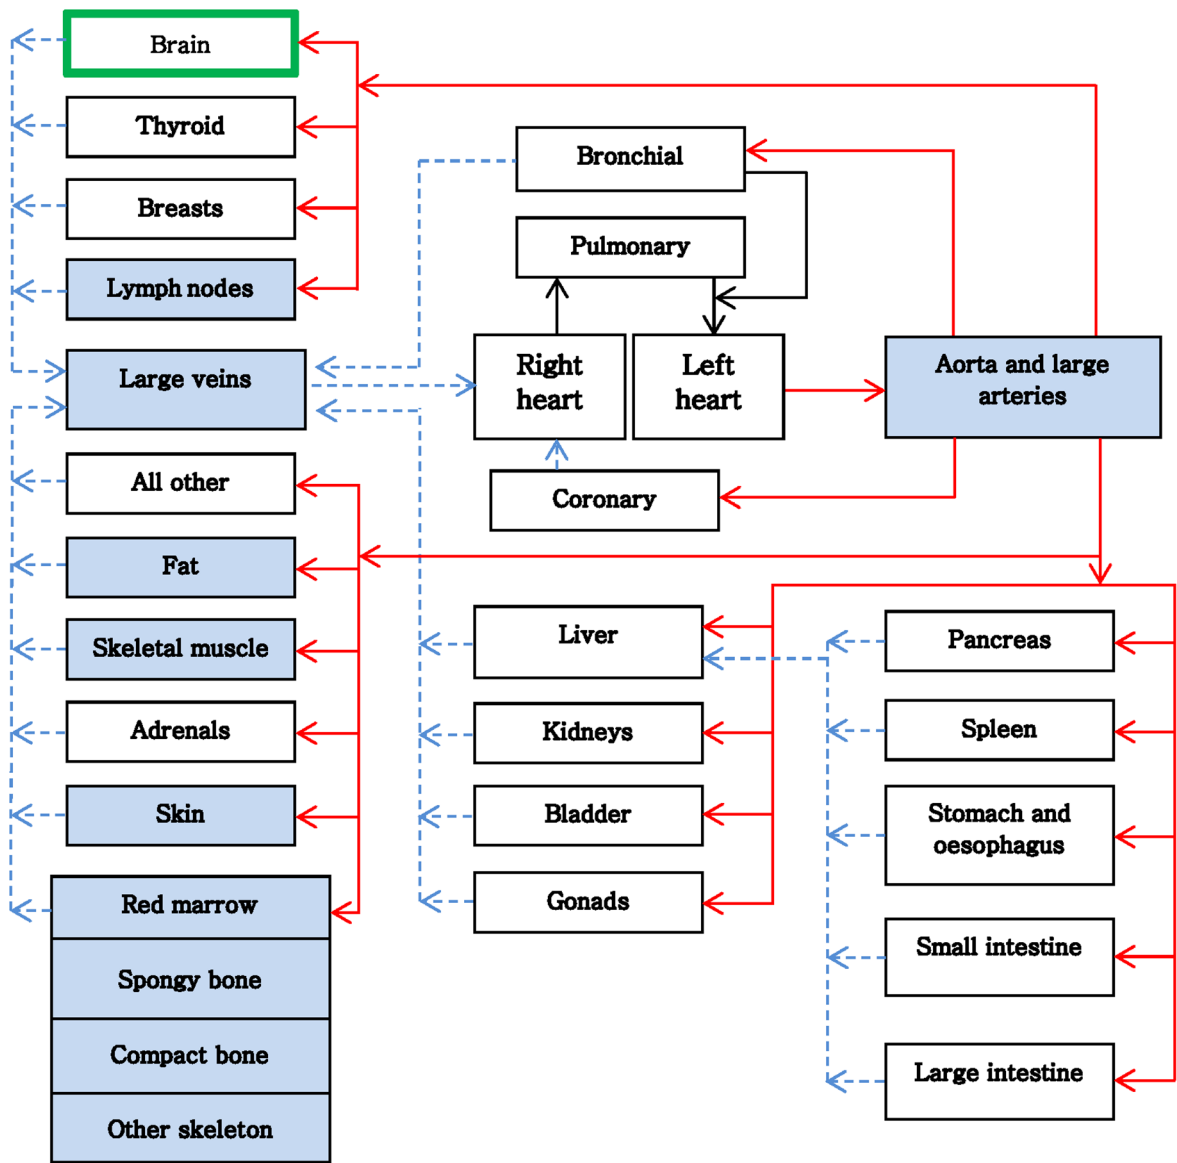 Brain
Thyroid
Breasts
Lymph nodes
Large veins
All other
Fat
Skeletal muscle
Adrenals
Skin
Red marrow
Spongy bone
Compact bone
Other skeleton
Bronchial
Pulmonary
Right
heart
Left
heart
Coronary
Aorta and large
arteries
Liver
Kidneys
Bladder
Gonads
Pancreas
Spleen
Stomach and
oesophagus
Small intestine
Large intestine